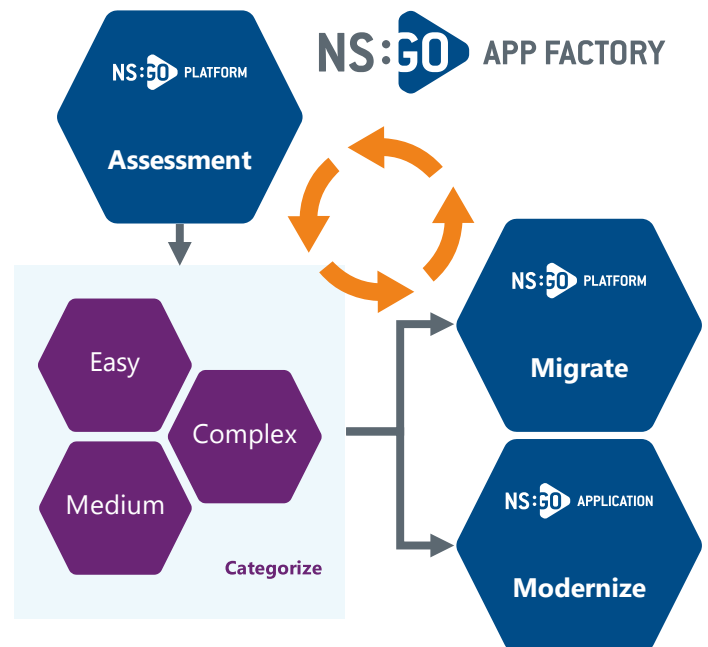 NS:GO APP FACTORY
NS:GO PLATFORM
Assessment
Easy
Complex
Medium
Categorize
NS:GO PLATFORM
Migrate
NS:GO APPLICATION
Modernize